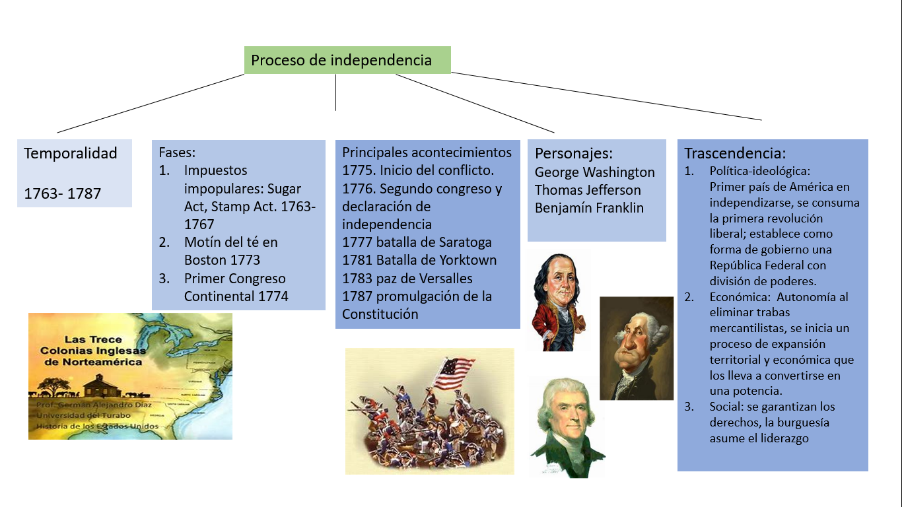 Proceso de independencia
Temporalidad
1763- 1787
Fases:
1. Impuestos
impopulares: Sugar
Act, Stamp Act. 1763-
1767
2. Motín del té en
Boston 1773
3. Primer Congreso
Continental 1774
Principales acontecimientos
1775. Inicio del conflicto.
1776. Segundo congreso y
declaración de
independencia
1777 batalla de Saratoga
1781 Batalla de Yorktown
1783 paz de Versalles
1787 promulgación de la
Constitución
Personajes:
George Washington
Thomas Jefferson
Benjamín Franklin
Trascendencia:
1. Política-ideológica:
Primer país de América en
independizarse, se consuma
la primera revolución
liberal; establece como
forma de gobierno una
República Federal con
división de poderes.
2. Económica: Autonomía al
eliminar trabas
mercantilistas, se inicia un
proceso de expansión
territorial y económica que
los lleva a convertirse en
una potencia.
3. Social: se garantizan los
derechos, la burguesía
asume el liderazgo
Las Trece
Colonias Inglesas
de Norteamérica
Prof. Germán Alejandro Díaz
Universidad del Turabo
Historia de los Estados Unidos